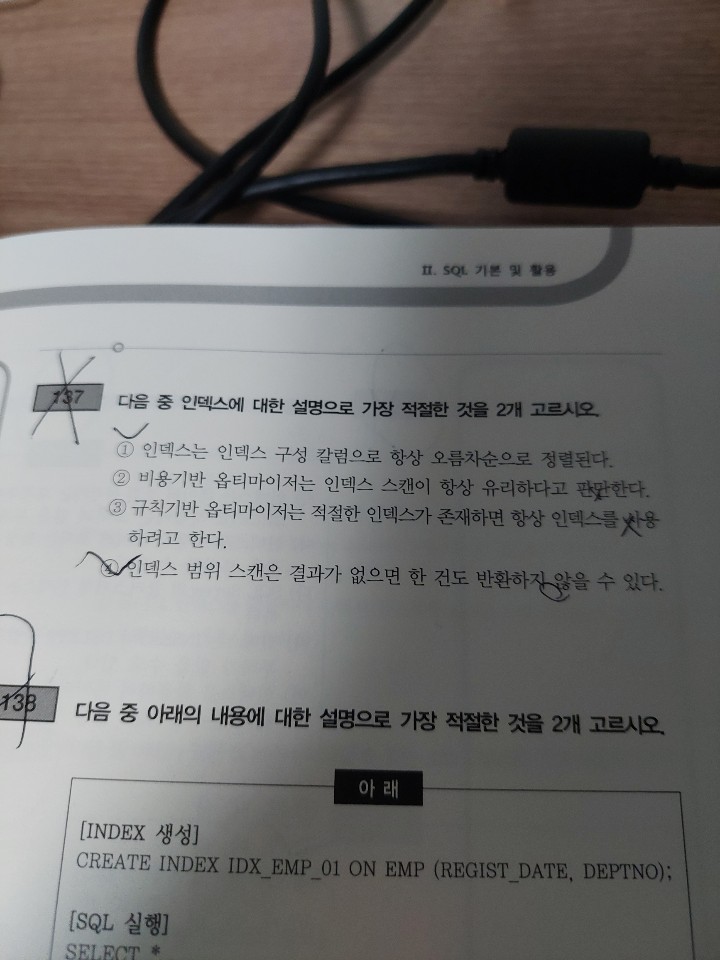 II. SQL 기본 및 활용
137 다음 중 인덱스에 대한 설명으로 가장 적절한 것을 2개 고르시오.
① 인덱스는 인덱스 구성 칼럼으로 항상 오름차순으로 정렬된다.
② 비용기반 옵티마이저는 인덱스 스캔이 항상 유리하다고 판단한다.
③ 규칙기반 옵티마이저는 적절한 인덱스가 존재하면 항상 인덱스를 사용
하려고 한다.
④ 인덱스 범위 스캔은 결과가 없으면 한 건도 반환하지 않을 수 있다.
138 다음 중 아래의 내용에 대한 설명으로 가장 적절한 것을 2개 고르시오.
아 래
[INDEX 생성]
CREATE INDEX IDX_EMP_01 ON EMP (REGIST_DATE, DEPTNO);
[SQL 실행]
SELECT *